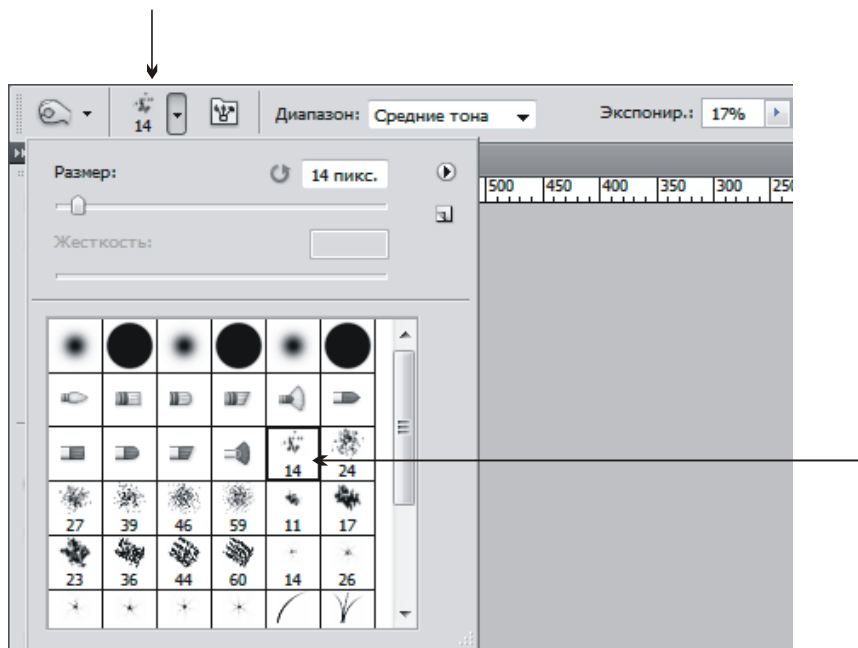 14 Диапазон: Средние тона Экспонир.: 17%
Размер: 14 пикс.
500 450 400 350 300 250
Жесткость:
14 24
27 39 46 59 11 17
23 36 44 60 14 26